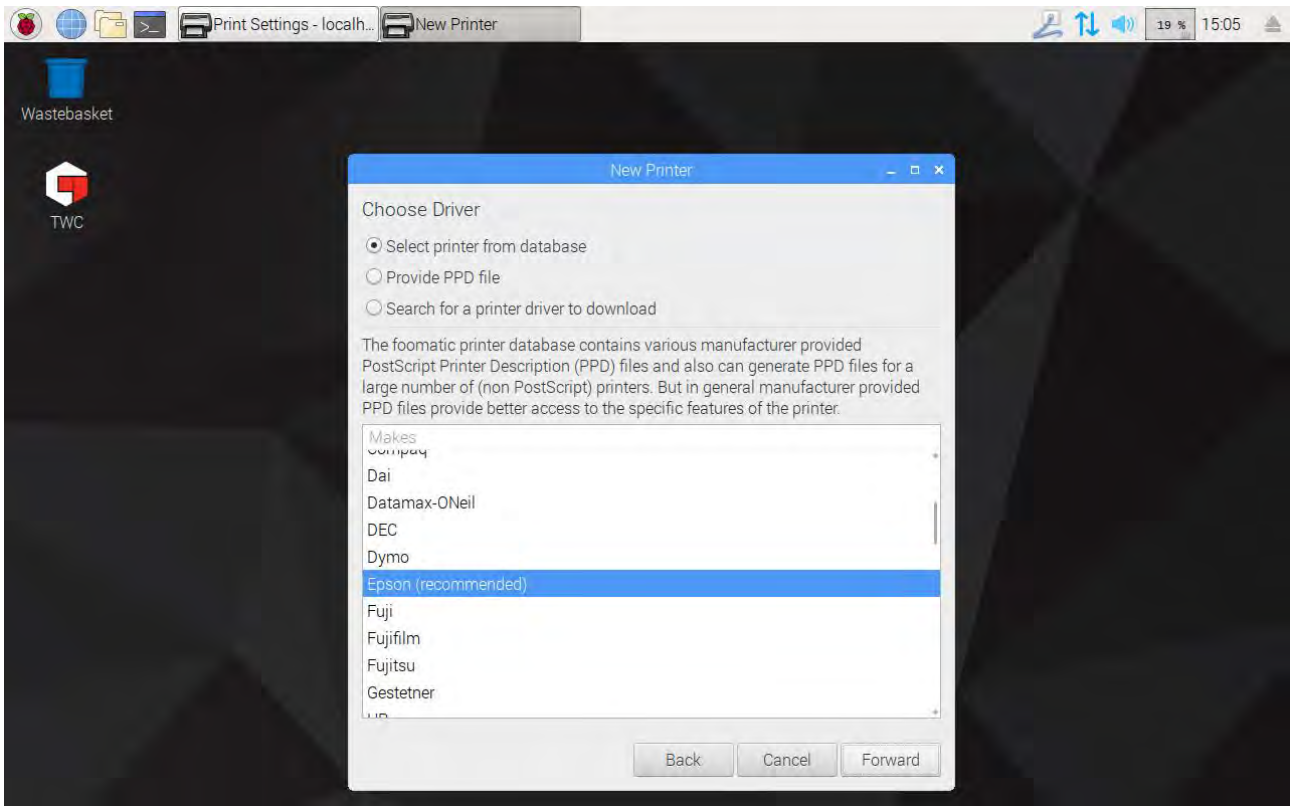 Print Settings - localh...
New Printer
19 %
15:05
Wastebasket
TWC
New Printer
Choose Driver
Select printer from database
Provide PPD file
Search for a printer driver to download
The foomatic printer database contains various manufacturer provided
PostScript Printer Description (PPD) files and also can generate PPD files for a
large number of (non PostScript) printers. But in general manufacturer provided
PPD files provide better access to the specific features of the printer.
Makes
Compaq
Dai
Datamax-ONeil
DEC
Dymo
Epson (recommended)
Fuji
Fujifilm
Fujitsu
Gestetner
HP
Back
Cancel
Forward